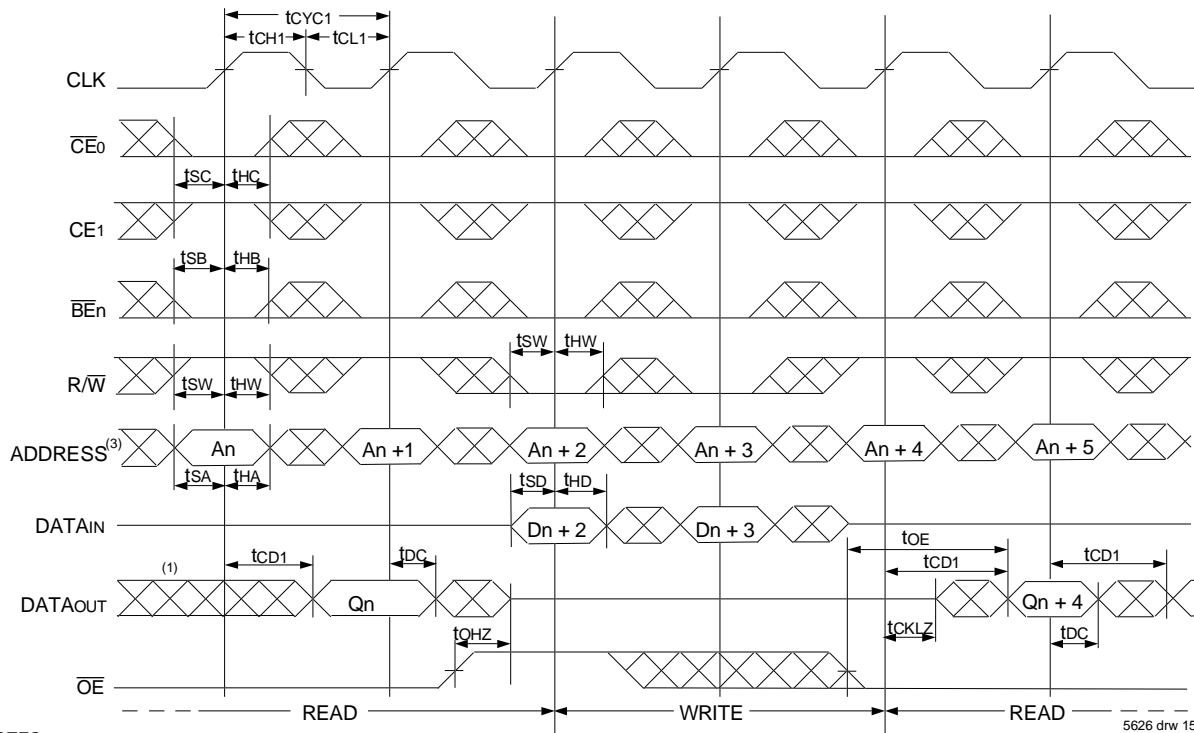 tCYC1
tCH1 tCL1
CLK
CE0
tSC tHC
CE1
tSB tHB
BEn
tSW tHW
R/W
tSW tHW
ADDRESS(3) An An +1 An + 2 An + 3 An + 4 An + 5
tSA tHA tSD tHD
DATAIN Dn + 2 Dn + 3
tOE
tCD1 tDC tCD1 tCD1
(1)
DATAOUT Qn Qn + 4
tOHZ tCKLZ tDC
OE
READ WRITE READ
5626 drw 15